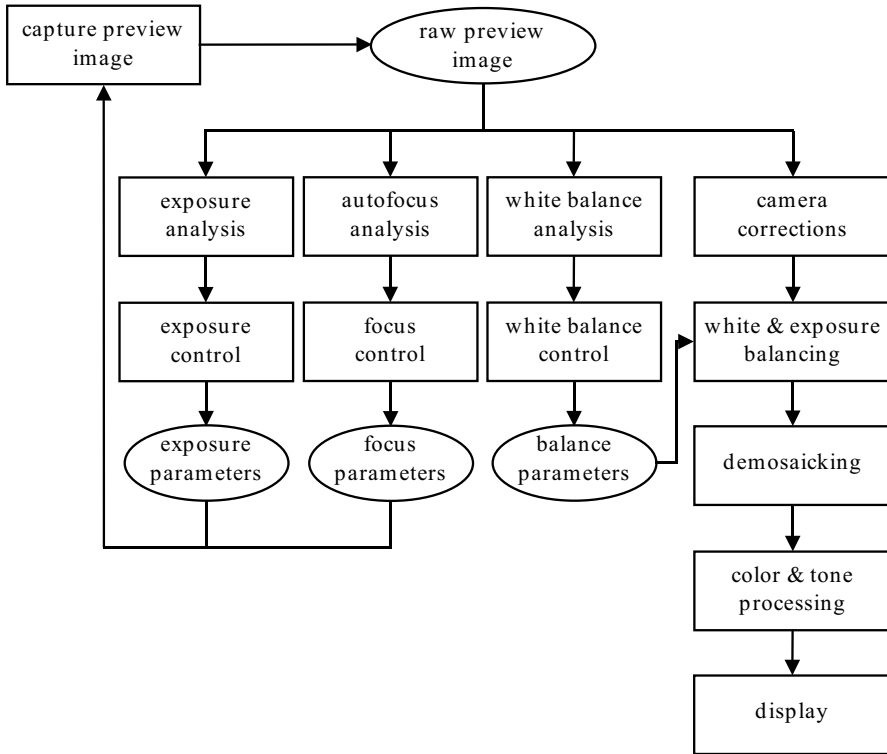 capture preview
image
raw preview
image
exposure
analysis
autofocus
analysis
white balance
analysis
camera
corrections
exposure
control
focus
control
white balance
control
white & exposure
balancing
exposure
parameters
focus
parameters
balance
parameters
demosaicking
color & tone
processing
display